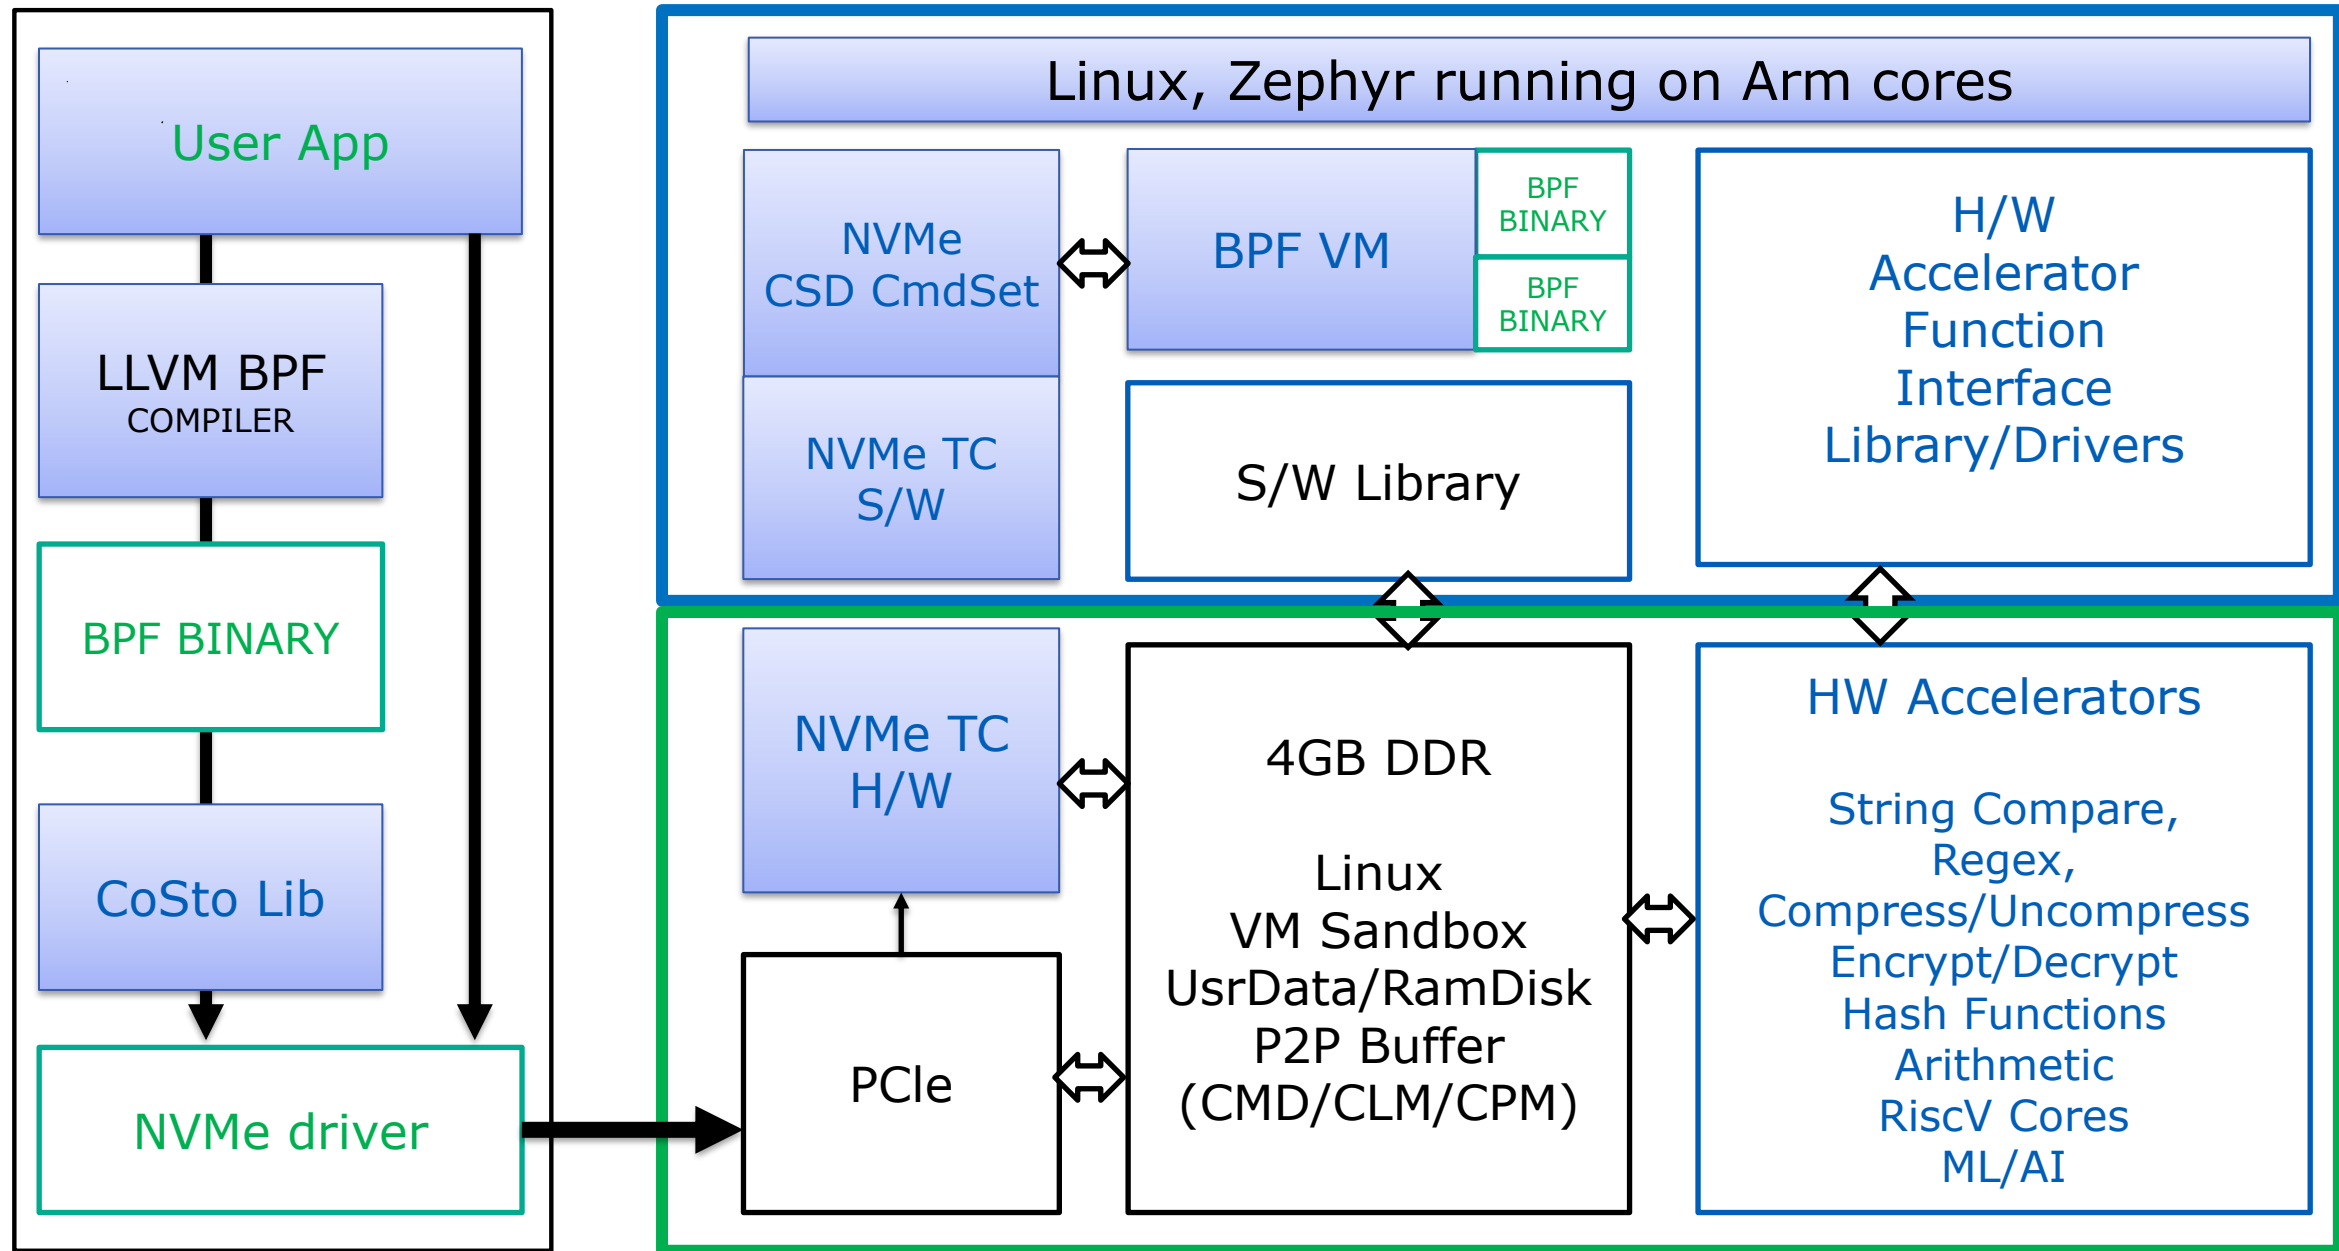 User App
LLVM BPF
COMPILER
BPF BINARY
CoSto Lib
NVMe driver
Linux, Zephyr running on Arm cores
NVMe
CSD CmdSet
NVMe TC
S/W
BPF VM
BPF
BINARY
BPF
BINARY
S/W Library
H/W
Accelerator
Function
Interface
Library/Drivers
NVMe TC
H/W
PCle
4GB DDR
Linux
VM Sandbox
UsrData/RamDisk
P2P Buffer
(CMD/CLM/CPM)
HW Accelerators
String Compare,
Regex,
Compress/Uncompress
Encrypt/Decrypt
Hash Functions
Arithmetic
RiscV Cores
ML/AI